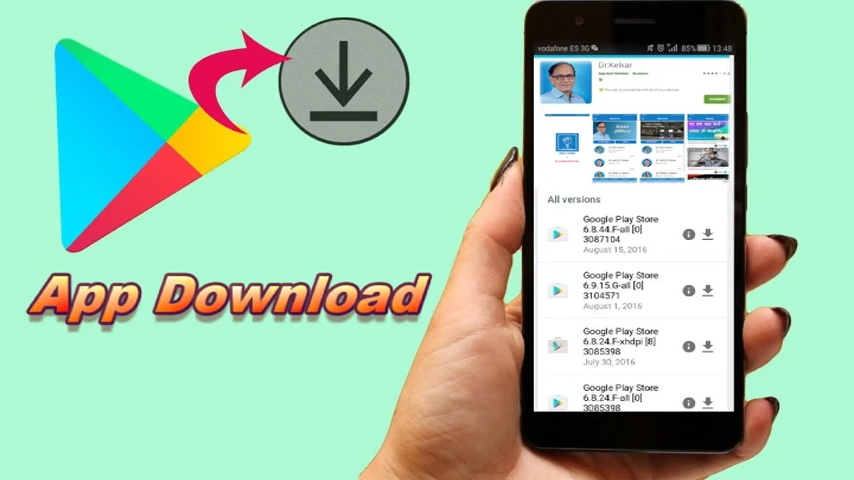 App Download
vodafone ES 3G
85%
13:48
Dr.Kelkar
Installed
All versions
Google Play Store
6.8.44.F-all [0]
3087104
August 15, 2016
Google Play Store
6.9.15.G-all [0]
3104571
August 1, 2016
Google Play Store
6.8.24.F-xhdpi [8]
3085398
July 30, 2016
Google Play Store
6.8.24.F-all [0]
3085398